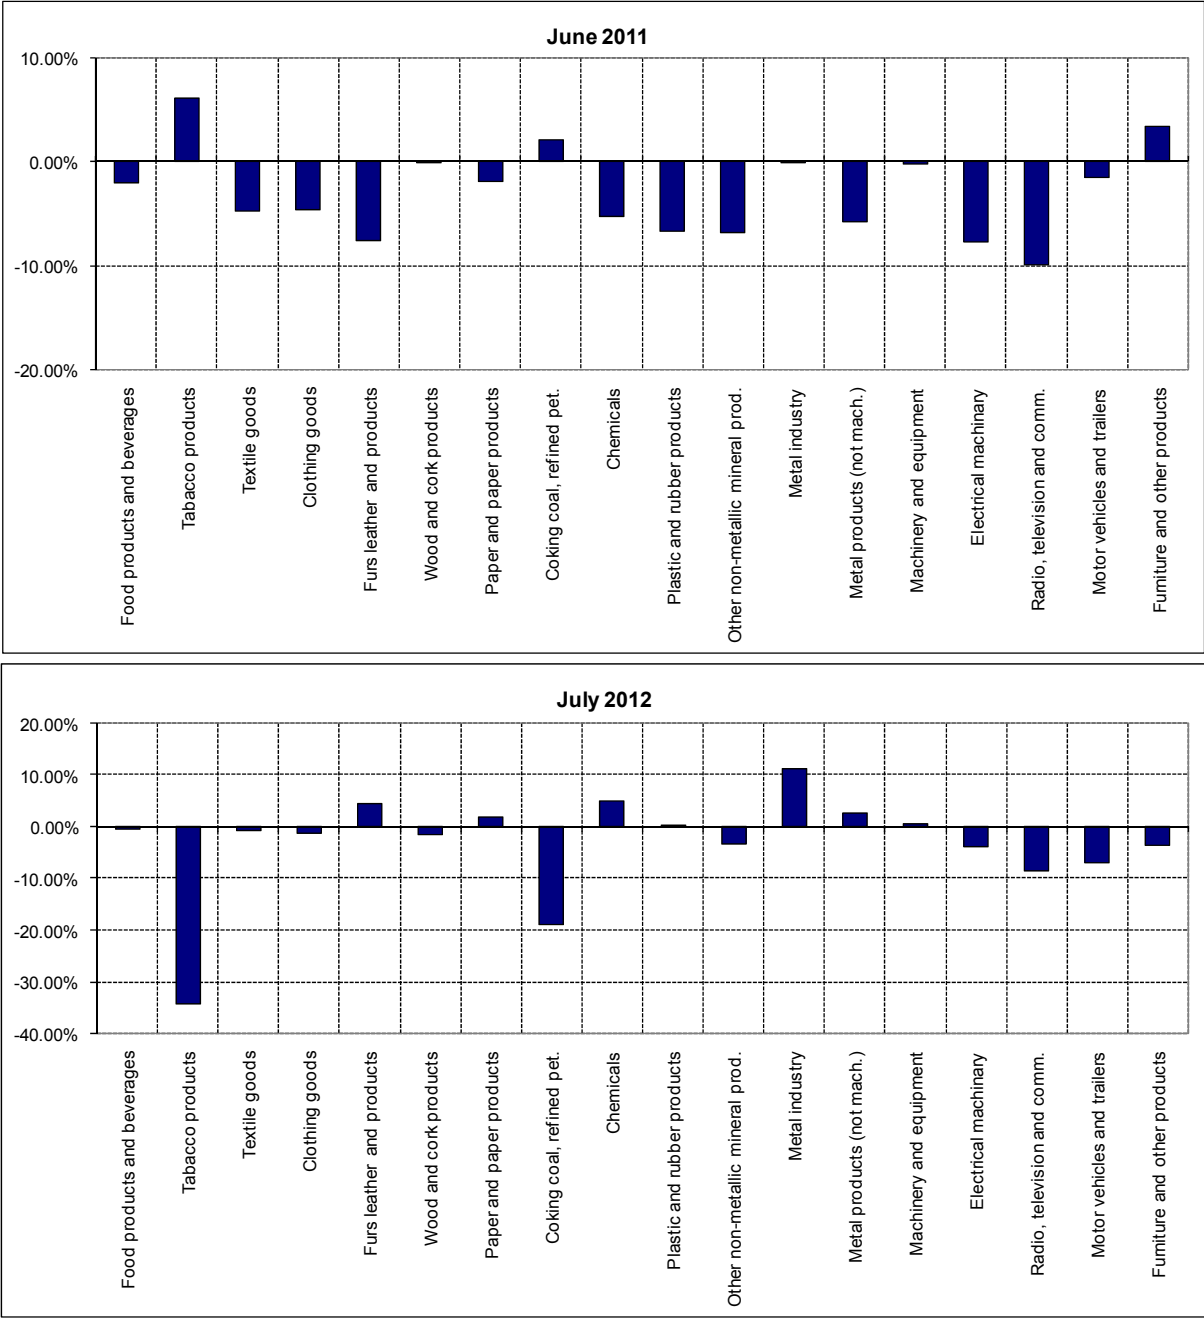 June 2011
10.00%
0.00%
-10.00%
-20.00%
Food products and beverages
Tabacco products
Textile goods
Clothing goods
Furs leather and products
Wood and cork products
Paper and paper products
Coking coal, refined pet.
Chemicals
Plastic and rubber products
Other non-metallic mineral prod.
Metal industry
Metal products (not mach.)
Machinery and equipment
Electrical machinary
Radio, television and comm.
Motor vehicles and trailers
Furniture and other products
July 2012
20.00%
10.00%
0.00%
-10.00%
-20.00%
-30.00%
-40.00%
Food products and beverages
Tabacco products
Textile goods
Clothing goods
Furs leather and products
Wood and cork products
Paper and paper products
Coking coal, refined pet.
Chemicals
Plastic and rubber products
Other non-metallic mineral prod.
Metal industry
Metal products (not mach.)
Machinery and equipment
Electrical machinary
Radio, television and comm.
Motor vehicles and trailers
Furniture and other products